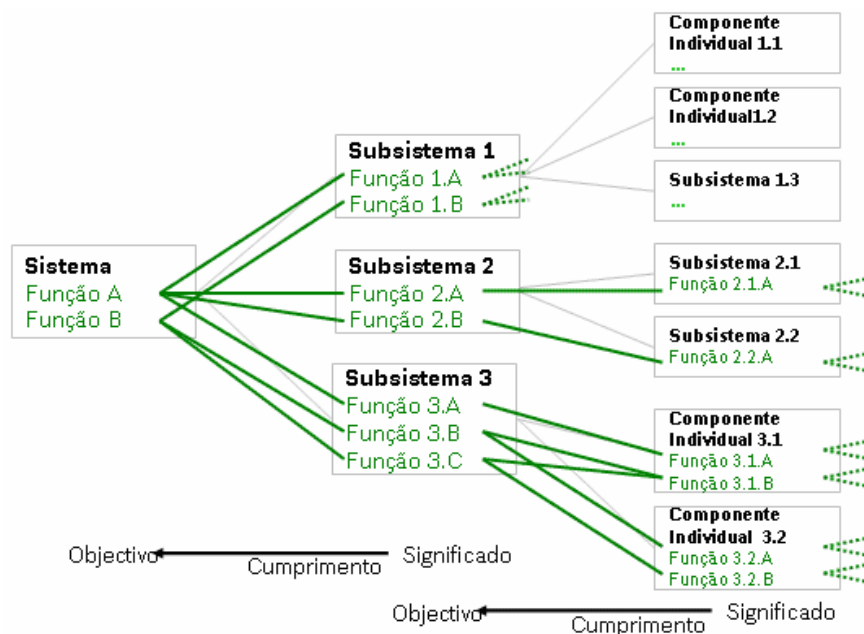 Sistema
Função A
Função B
Subsistema 1
Função 1.A
Função 1.B
Subsistema 2
Função 2.A
Função 2.B
Subsistema 3
Função 3.A
Função 3.B
Função 3.C
Componente
Individual 1.1
...
Componente
Individual1.2
...
Subsistema 1.3
...
Subsistema 2.1
Função 2.1.A
Subsistema 2.2
Função 2.2.A
Componente
Individual 3.1
Função 3.1.A
Função 3.1.B
Componente
Individual 3.2
Função 3.2.A
Função 3.2.B
Objectivo
Cumprimento
Significado
Objectivo
Cumprimento
Significado